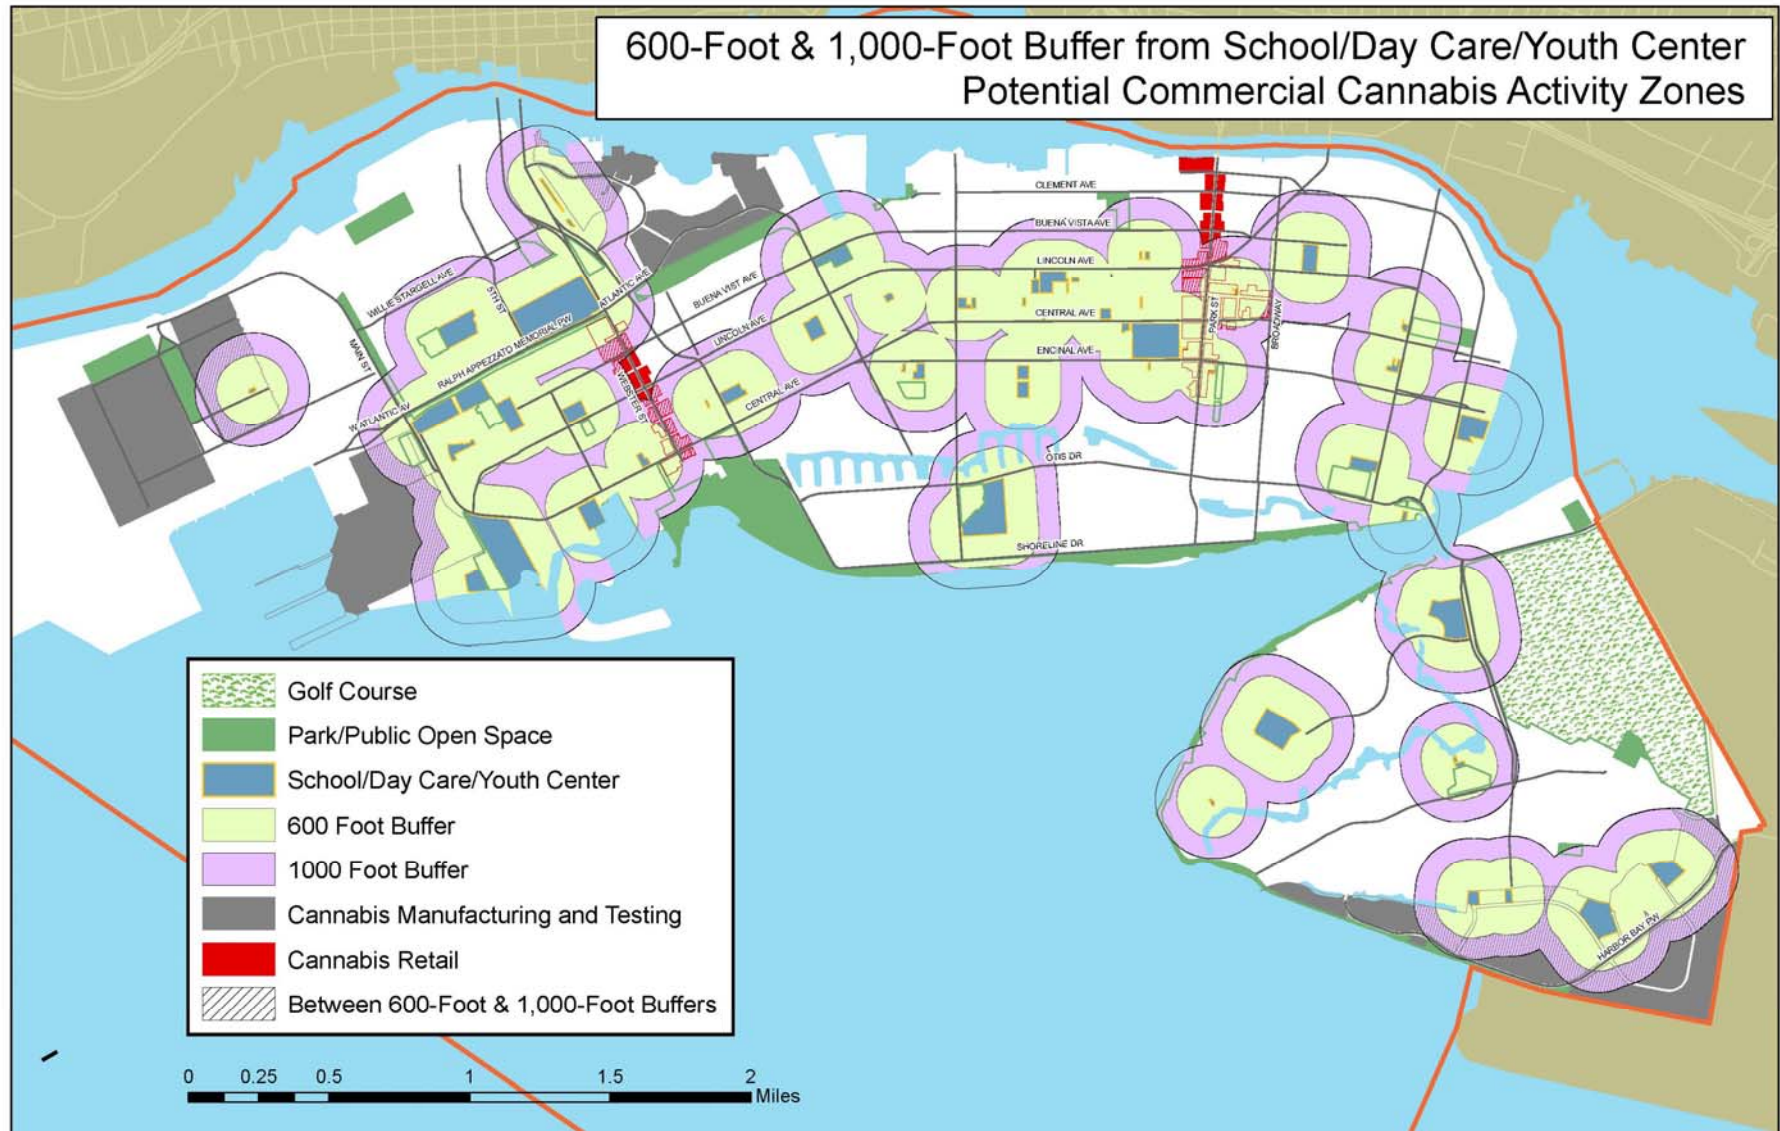 600-Foot & 1,000-Foot Buffer from School/Day Care/Youth Center
Potential Commercial Cannabis Activity Zones
CLEMENT AVE
BUENA VISTA AVE
LINCOLN AVE
CENTRAL AVE
ENCINAL AVE
PARK ST
BROADWAY
WILLIE STARGELL AVE
5TH ST
ATLANTIC AVE
BUENA VIST AVE
MAIN ST
RALPH APPEZZATO MEMORIAL PW
LINCOLN AVE
WEBSTER ST
CENTRAL AVE
W ATLANTIC AV
OTIS DR
SHORELINE DR
HARBOR BAY PW
Golf Course
Park/Public Open Space
School/Day Care/Youth Center
600 Foot Buffer
1000 Foot Buffer
Cannabis Manufacturing and Testing
Cannabis Retail
Between 600-Foot & 1,000-Foot Buffers
0 0.25 0.5 1 1.5 2
Miles